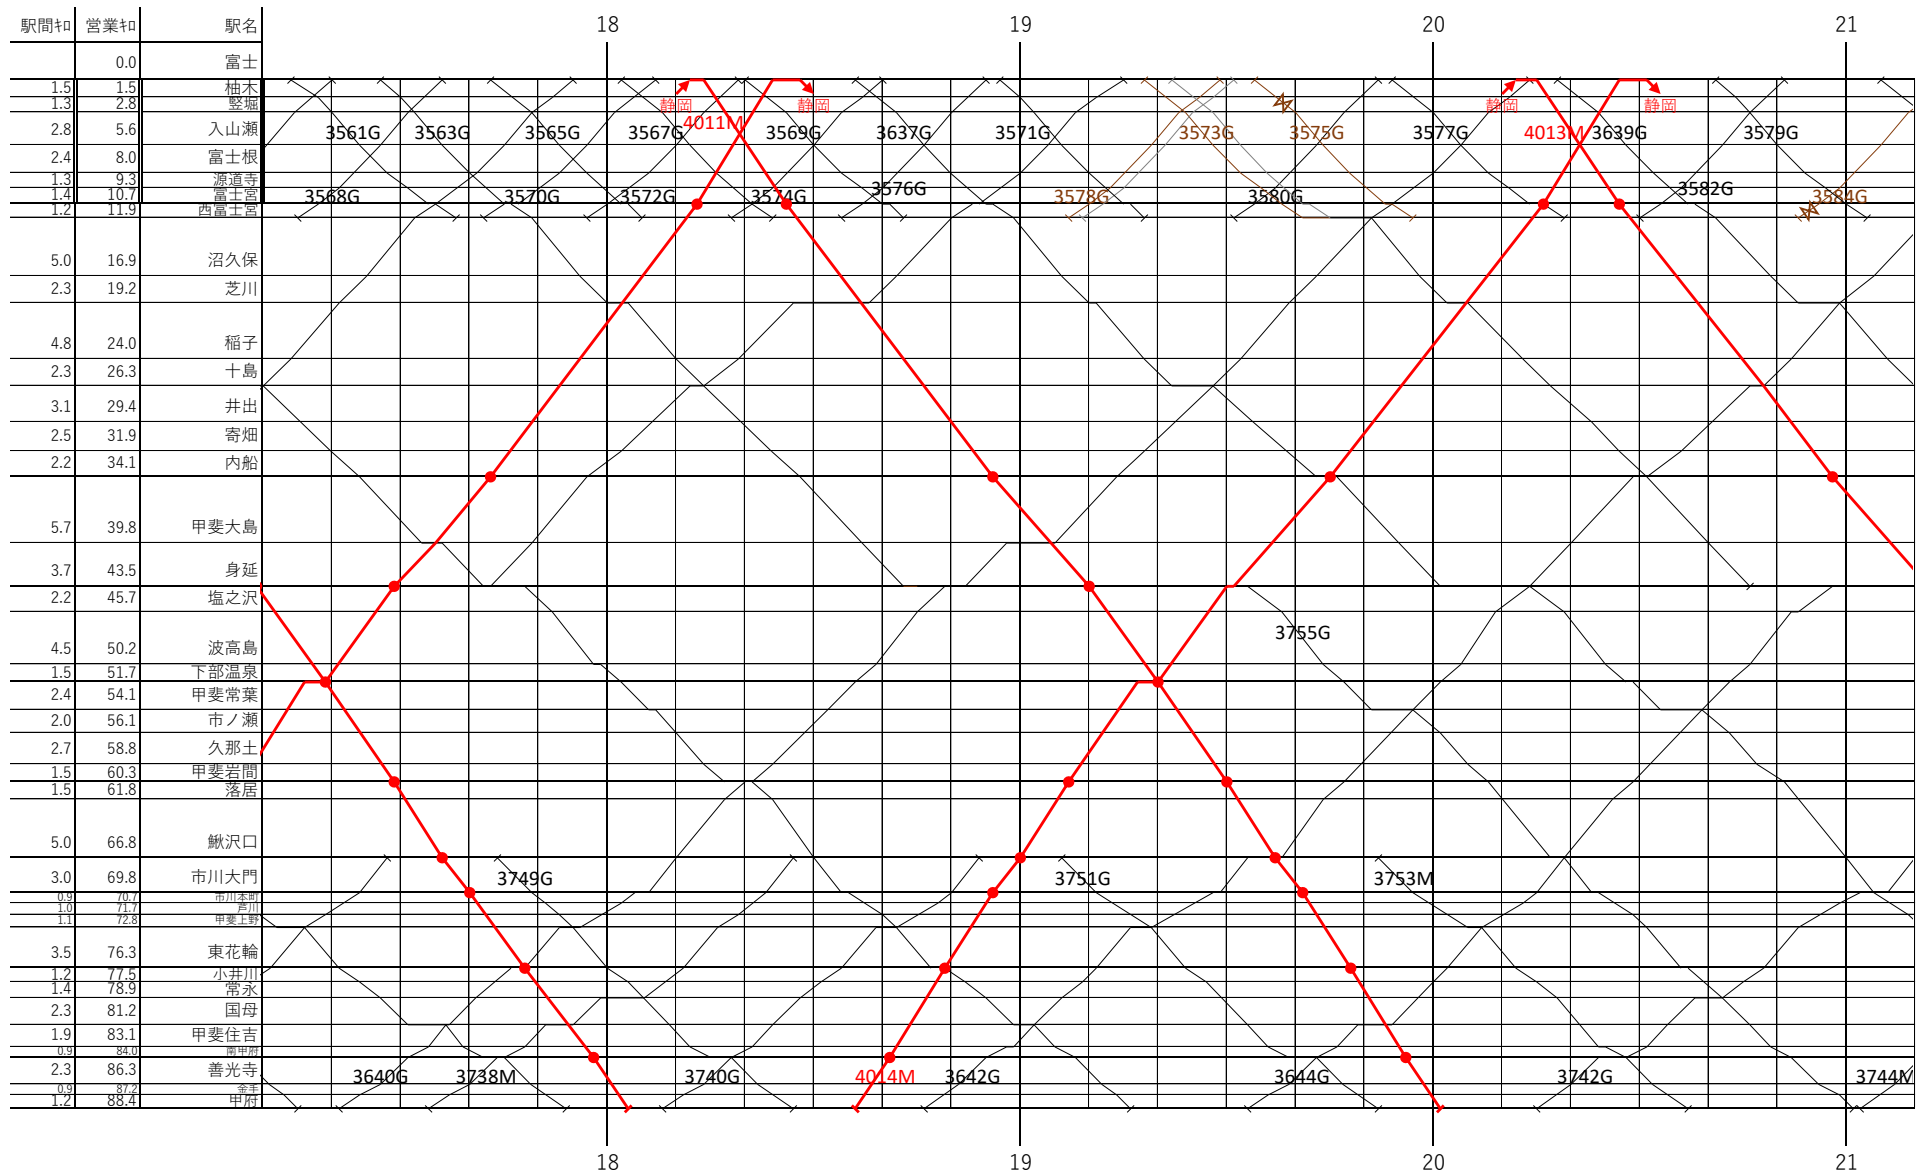 駅間ｷﾛ 営業ｷﾛ 駅名 18 19 20 21
0.0 富士
1.5 1.5 柚木
1.3 2.8 竪堀
静岡 静岡 静岡 静岡
2.8 5.6 入山瀬
3561G 3563G 3565G 3567G 4011M 3569G 3637G 3571G 3573G 3575G 3577G 4013M 3639G 3579G
2.4 8.0 富士根
1.3 9.3 源道寺
1.4 10.7 富士宮
3568G 3570G 3572G 3574G 3576G 3578G 3580G 3582G 3584G
1.2 11.9 西富士宮
5.0 16.9 沼久保
2.3 19.2 芝川
4.8 24.0 稲子
2.3 26.3 十島
3.1 29.4 井出
2.5 31.9 寄畑
2.2 34.1 内船
5.7 39.8 甲斐大島
3.7 43.5 身延
2.2 45.7 塩之沢
3755G
4.5 50.2 波高島
1.5 51.7 下部温泉
2.4 54.1 甲斐常葉
2.0 56.1 市ノ瀬
2.7 58.8 久那土
1.5 60.3 甲斐岩間
1.5 61.8 落居
5.0 66.8 鰍沢口
3.0 69.8 市川大門
3749G 3751G 3753M
0.9 70.7 市川本町
1.0 71.7 芦川
1.1 72.8 甲斐上野
3.5 76.3 東花輪
1.2 77.5 小井川
1.4 78.9 常永
2.3 81.2 国母
1.9 83.1 甲斐住吉
0.9 84.0 南甲府
2.3 86.3 善光寺
3640G 3738M 3740G 4014M 3642G 3644G 3742G 3744M
0.9 87.2 金手
1.2 88.4 甲府
18 19 20 21